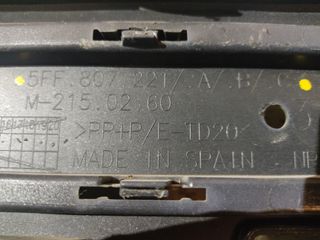 5FF.807.221/ A/ B/ C
M-215.02.60
>PP+P/E-TD20<
MADE IN SPAIN